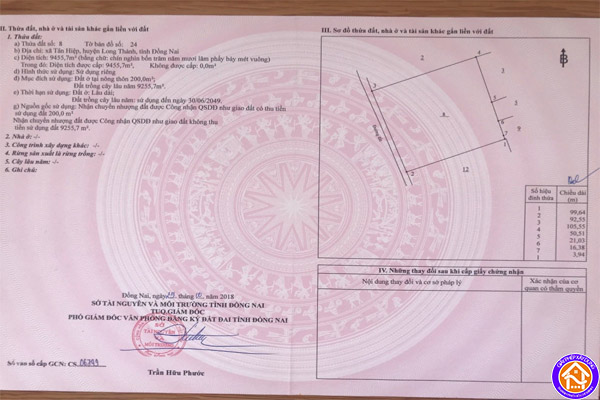 II. Thửa đất, nhà ở và tài sản khác gắn liền với đất
1. Thửa đất:
a) Thửa đất số: 8 Tờ bản đồ số: 24
b) Địa chỉ: xã Tân Hiệp, huyện Long Thành, tỉnh Đồng Nai
c) Diện tích: 9455,7m² (bằng chữ: chín nghìn bốn trăm năm mươi lăm phẩy bảy mét vuông)
Trong đó: Diện tích được cấp: 9455,7m². Không được cấp: 0,0m²
d) Hình thức sử dụng: Sử dụng riêng
đ) Mục đích sử dụng: Đất ở tại nông thôn 200,0m²;
Đất trồng cây lâu năm 9255,7m².
e) Thời hạn sử dụng: Đất ở: Lâu dài;
Đất trồng cây lâu năm: sử dụng đến ngày 30/06/2049.
g) Nguồn gốc sử dụng: Nhận chuyển nhượng đất được Công nhận QSDĐ như giao đất có thu tiền
sử dụng đất 200,0 m²
Nhận chuyển nhượng đất được Công nhận QSDĐ như giao đất không thu
tiền sử dụng đất 9255,7 m².
2. Nhà ở: -/-
3. Công trình xây dựng khác: -/-
4. Rừng sản xuất là rừng trồng: -/-
5. Cây lâu năm: -/-
6. Ghi chú:
Đồng Nai, ngày tháng năm 2018
SỞ TÀI NGUYÊN VÀ MÔI TRƯỜNG TỈNH ĐỒNG NAI
TUQ.GIÁM ĐỐC
PHÓ GIÁM ĐỐC VĂN PHÒNG ĐĂNG KÝ ĐẤT ĐAI TỈNH ĐỒNG NAI
SỞ
TÀI NGUYÊN
VÀ
MÔI TRƯỜNG
Trần Hữu Phước
Số vào sổ cấp GCN: CS 06799
III. Sơ đồ thửa đất, nhà ở và tài sản khác gắn liền với đất
B
2
4
3
3
8
5
5
9
6
7
1
2
12
Đường đất
Số hiệu đỉnh thửa
Chiều dài (m)
1
2 99,64
3 92,55
4 105,55
5 50,51
6 21,03
7 16,38
1 3,94
IV. Những thay đổi sau khi cấp giấy chứng nhận
Nội dung thay đổi và cơ sở pháp lý
Xác nhận của cơ quan có thẩm quyền